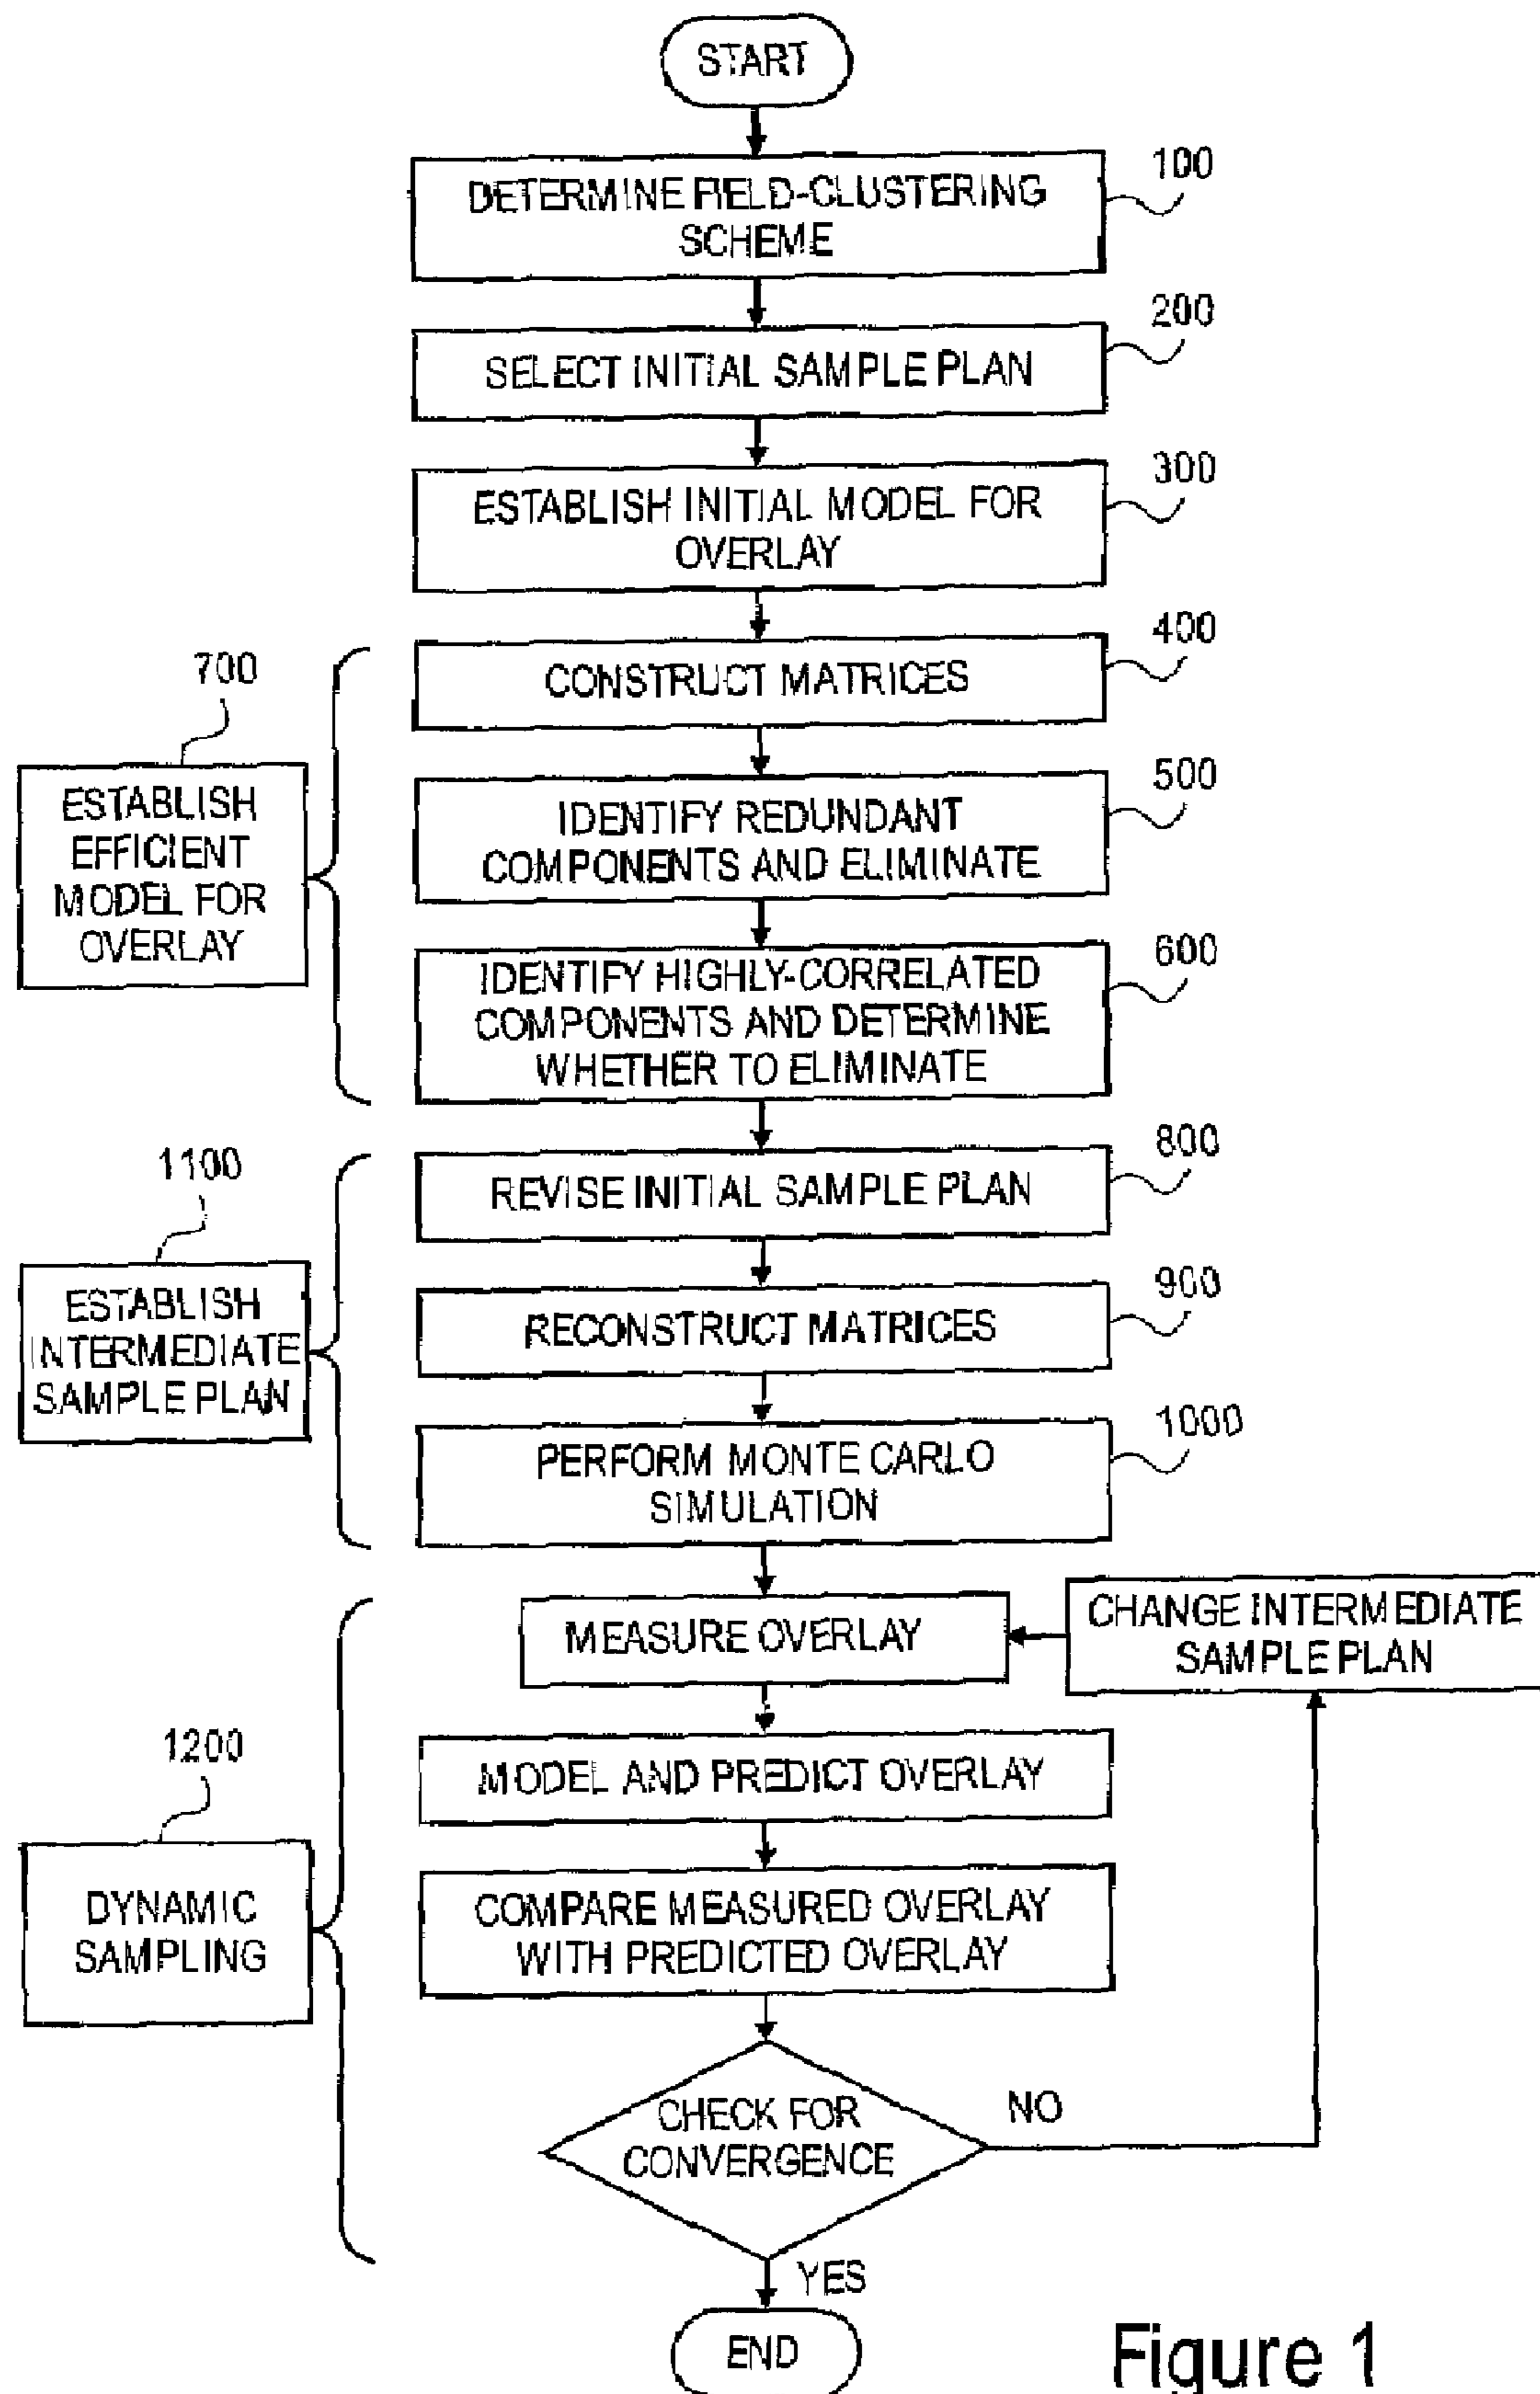 START
100
DETERMINE FIELD-CLUSTERING
SCHEME
200
SELECT INITIAL SAMPLE PLAN
300
ESTABLISH INITIAL MODEL FOR
OVERLAY
400
CONSTRUCT MATRICES
700
ESTABLISH
EFFICIENT
MODEL FOR
OVERLAY
500
IDENTIFY REDUNDANT
COMPONENTS AND ELIMINATE
600
IDENTIFY HIGHLY-CORRELATED
COMPONENTS AND DETERMINE
WHETHER TO ELIMINATE
800
REVISE INITIAL SAMPLE PLAN
1100
ESTABLISH
INTERMEDIATE
SAMPLE PLAN
900
RECONSTRUCT MATRICES
1000
PERFORM MONTE CARLO
SIMULATION
MEASURE OVERLAY
CHANGE INTERMEDIATE
SAMPLE PLAN
1200
DYNAMIC
SAMPLING
MODEL AND PREDICT OVERLAY
COMPARE MEASURED OVERLAY
WITH PREDICTED OVERLAY
CHECK FOR
CONVERGENCE
NO
YES
END
Figure 1